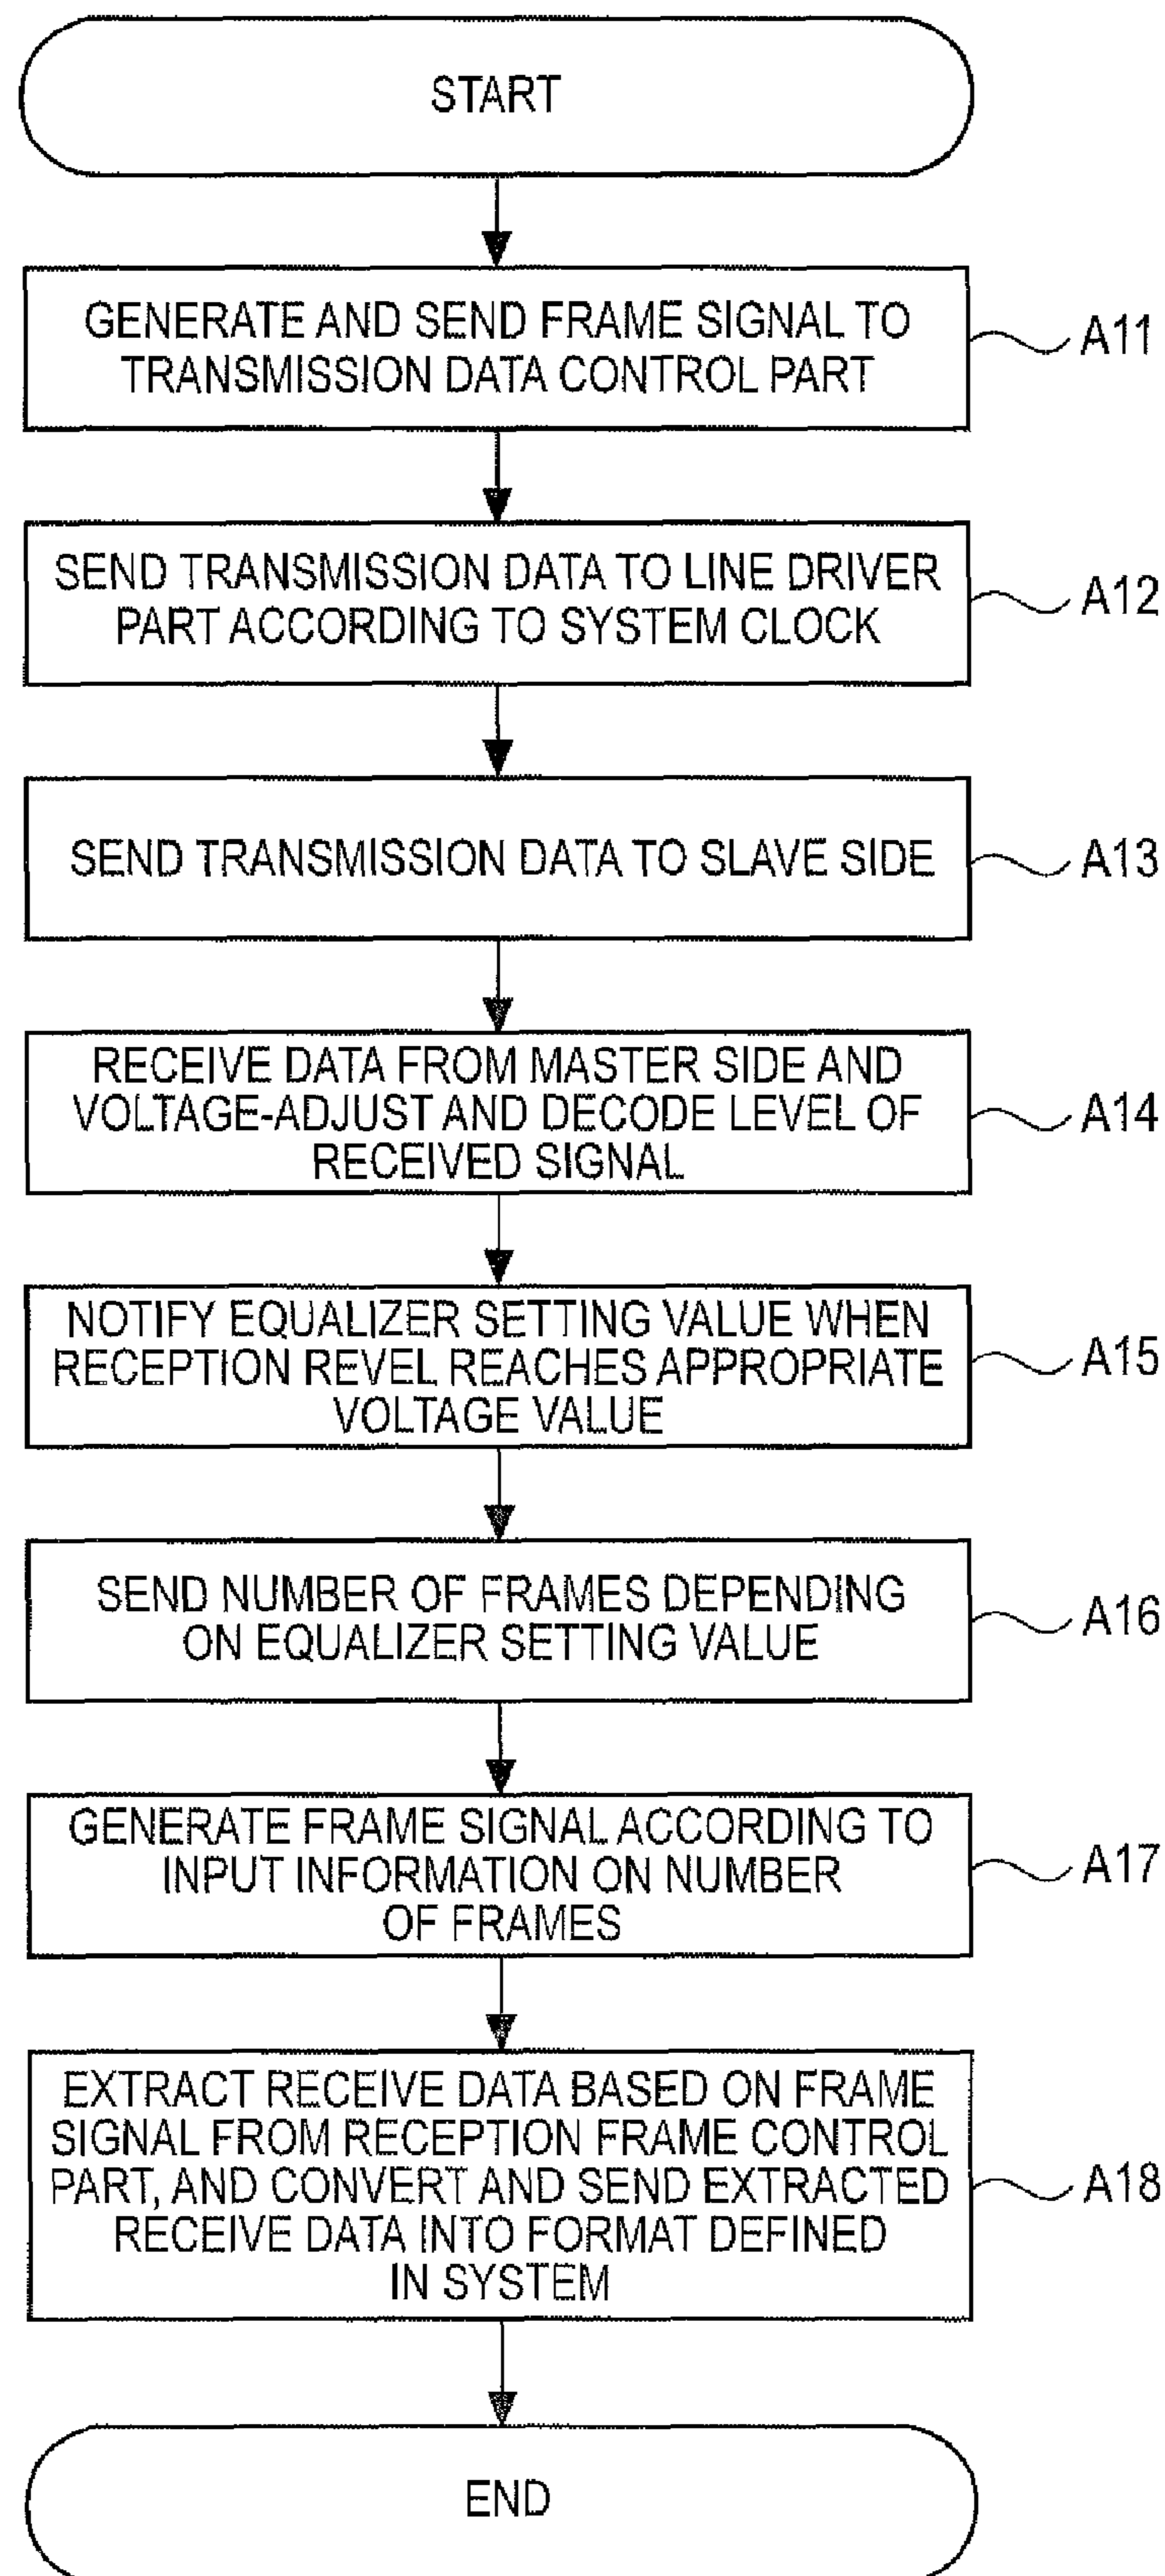 START
GENERATE AND SEND FRAME SIGNAL TO
TRANSMISSION DATA CONTROL PART
A11
SEND TRANSMISSION DATA TO LINE DRIVER
PART ACCORDING TO SYSTEM CLOCK
A12
SEND TRANSMISSION DATA TO SLAVE SIDE
A13
RECEIVE DATA FROM MASTER SIDE AND
VOLTAGE-ADJUST AND DECODE LEVEL OF
RECEIVED SIGNAL
A14
NOTIFY EQUALIZER SETTING VALUE WHEN
RECEPTION REVEL REACHES APPROPRIATE
VOLTAGE VALUE
A15
SEND NUMBER OF FRAMES DEPENDING
ON EQUALIZER SETTING VALUE
A16
GENERATE FRAME SIGNAL ACCORDING TO
INPUT INFORMATION ON NUMBER
OF FRAMES
A17
EXTRACT RECEIVE DATA BASED ON FRAME
SIGNAL FROM RECEPTION FRAME CONTROL
PART, AND CONVERT AND SEND EXTRACTED
RECEIVE DATA INTO FORMAT DEFINED
IN SYSTEM
A18
END